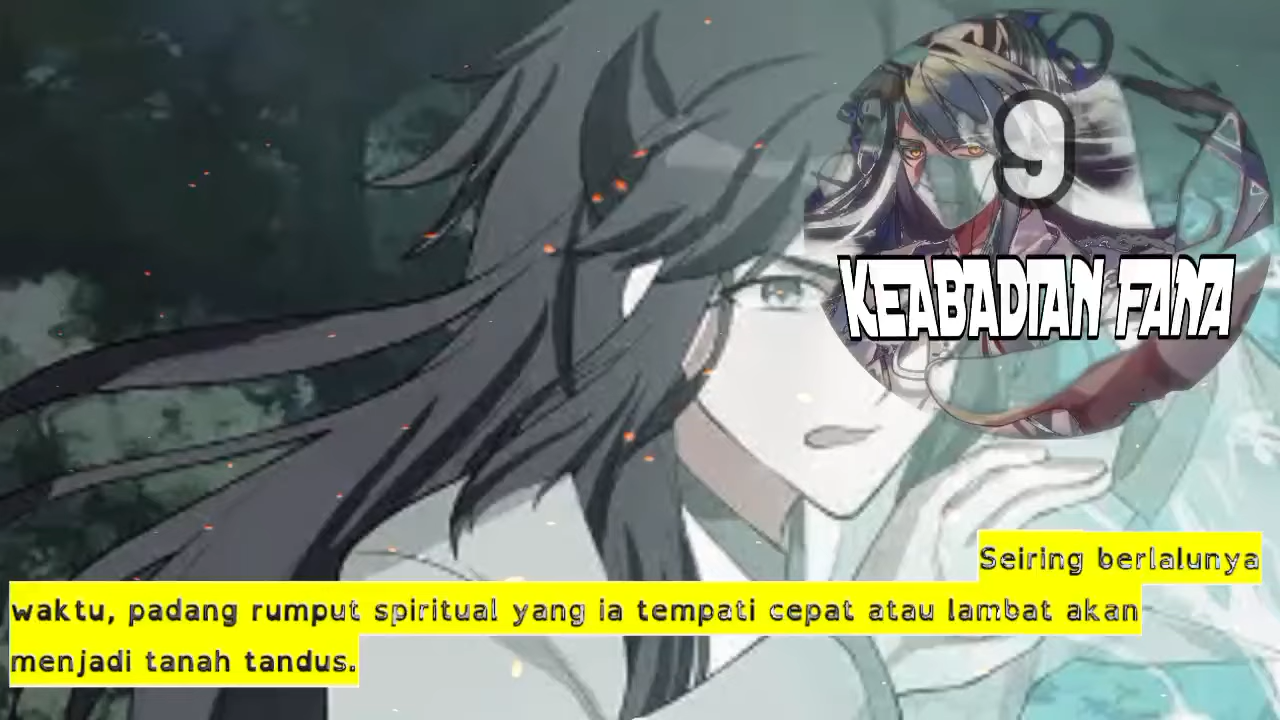 9
KEABADIAN FANA
Seiring berlalunya
waktu, padang rumput spiritual yang ia tempati cepat atau lambat akan
menjadi tanah tandus.